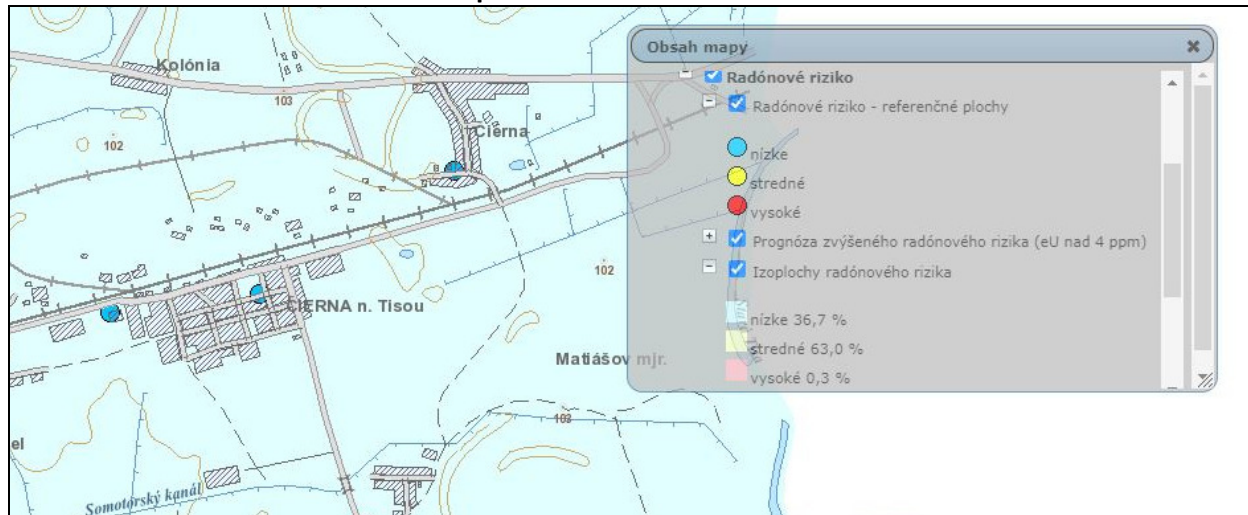 Obsah mapy
Radónové riziko
Radónové riziko - referenčné plochy
nízke
stredné
vysoké
Prognóza zvýšeného radónového rizika (eU nad 4 ppm)
Izoplochy radónového rizika
nízke 36,7 %
stredné 63,0 %
vysoké 0,3 %
Kolónia
103
102
Čierna
102
ČIERNA n. Tisou
Matiášov mjr.
103
el
Somotorský kanál